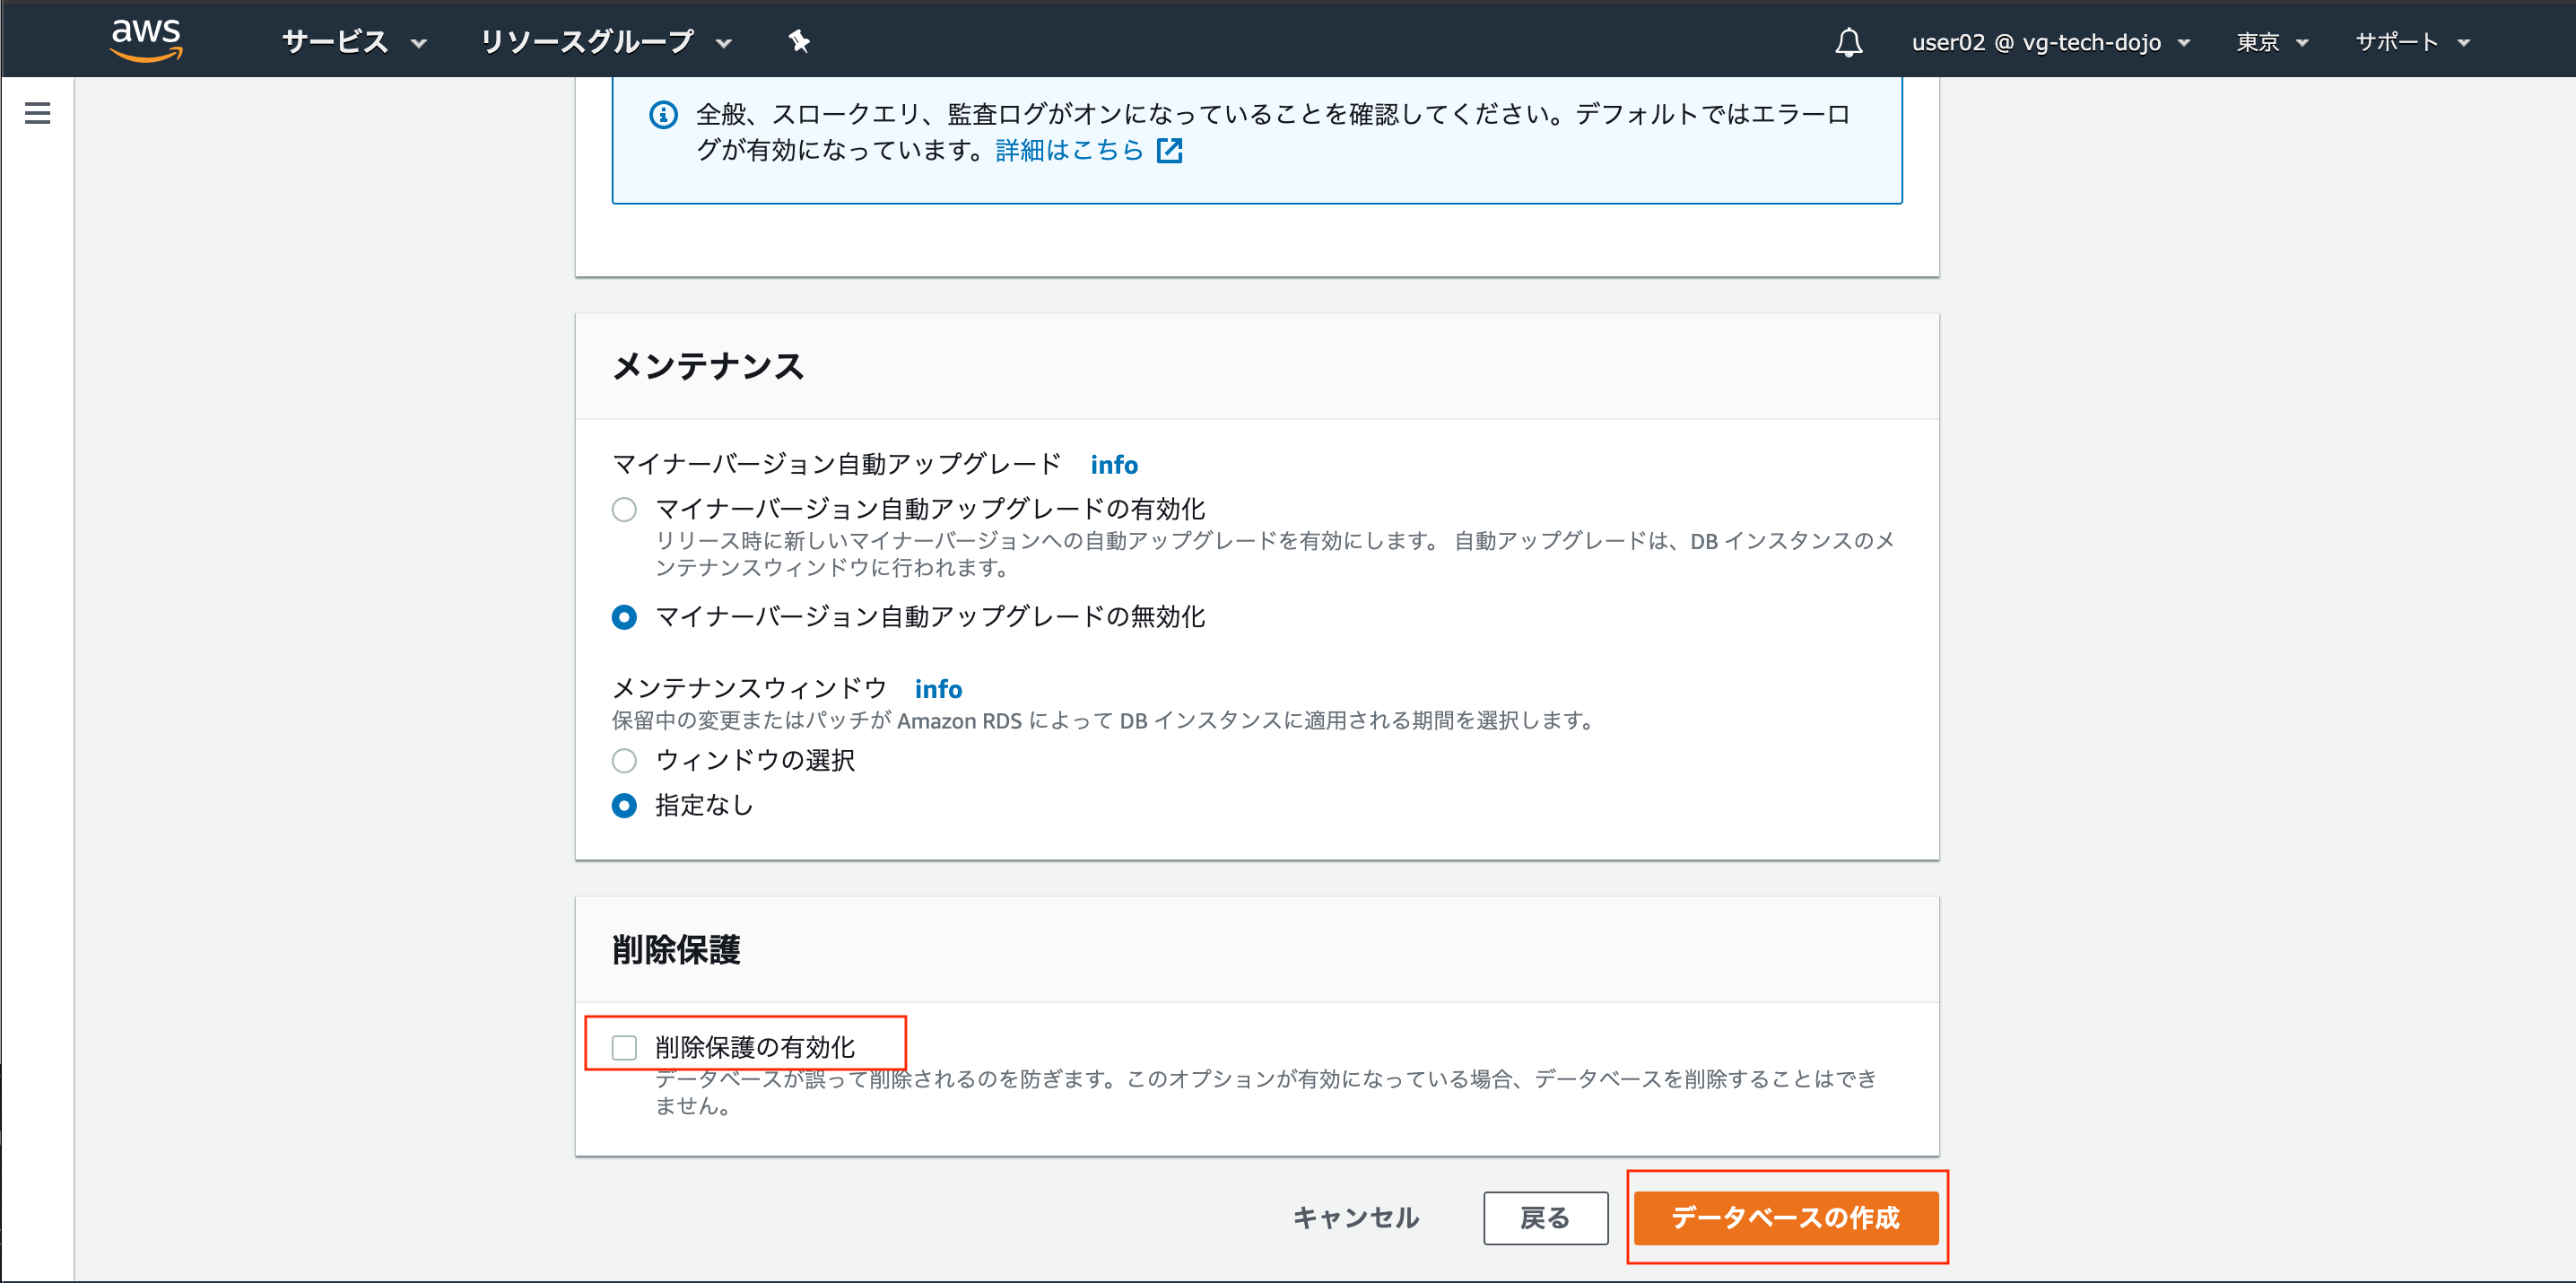 aws サービス リソースグループ user02 @ vg-tech-dojo 東京 サポート
全般、スロークエリ、監査ログがオンになっていることを確認してください。デフォルトではエラーロ
グが有効になっています。詳細はこちら
メンテナンス
マイナーバージョン自動アップグレード info
マイナーバージョン自動アップグレードの有効化
リリース時に新しいマイナーバージョンへの自動アップグレードを有効にします。 自動アップグレードは、DB インスタンスのメ
ンテナンスウィンドウに行われます。
マイナーバージョン自動アップグレードの無効化
メンテナンスウィンドウ info
保留中の変更またはパッチが Amazon RDS によって DB インスタンスに適用される期間を選択します。
ウィンドウの選択
指定なし
削除保護
削除保護の有効化
データベースが誤って削除されるのを防ぎます。このオプションが有効になっている場合、データベースを削除することはでき
ません。
キャンセル 戻る データベースの作成